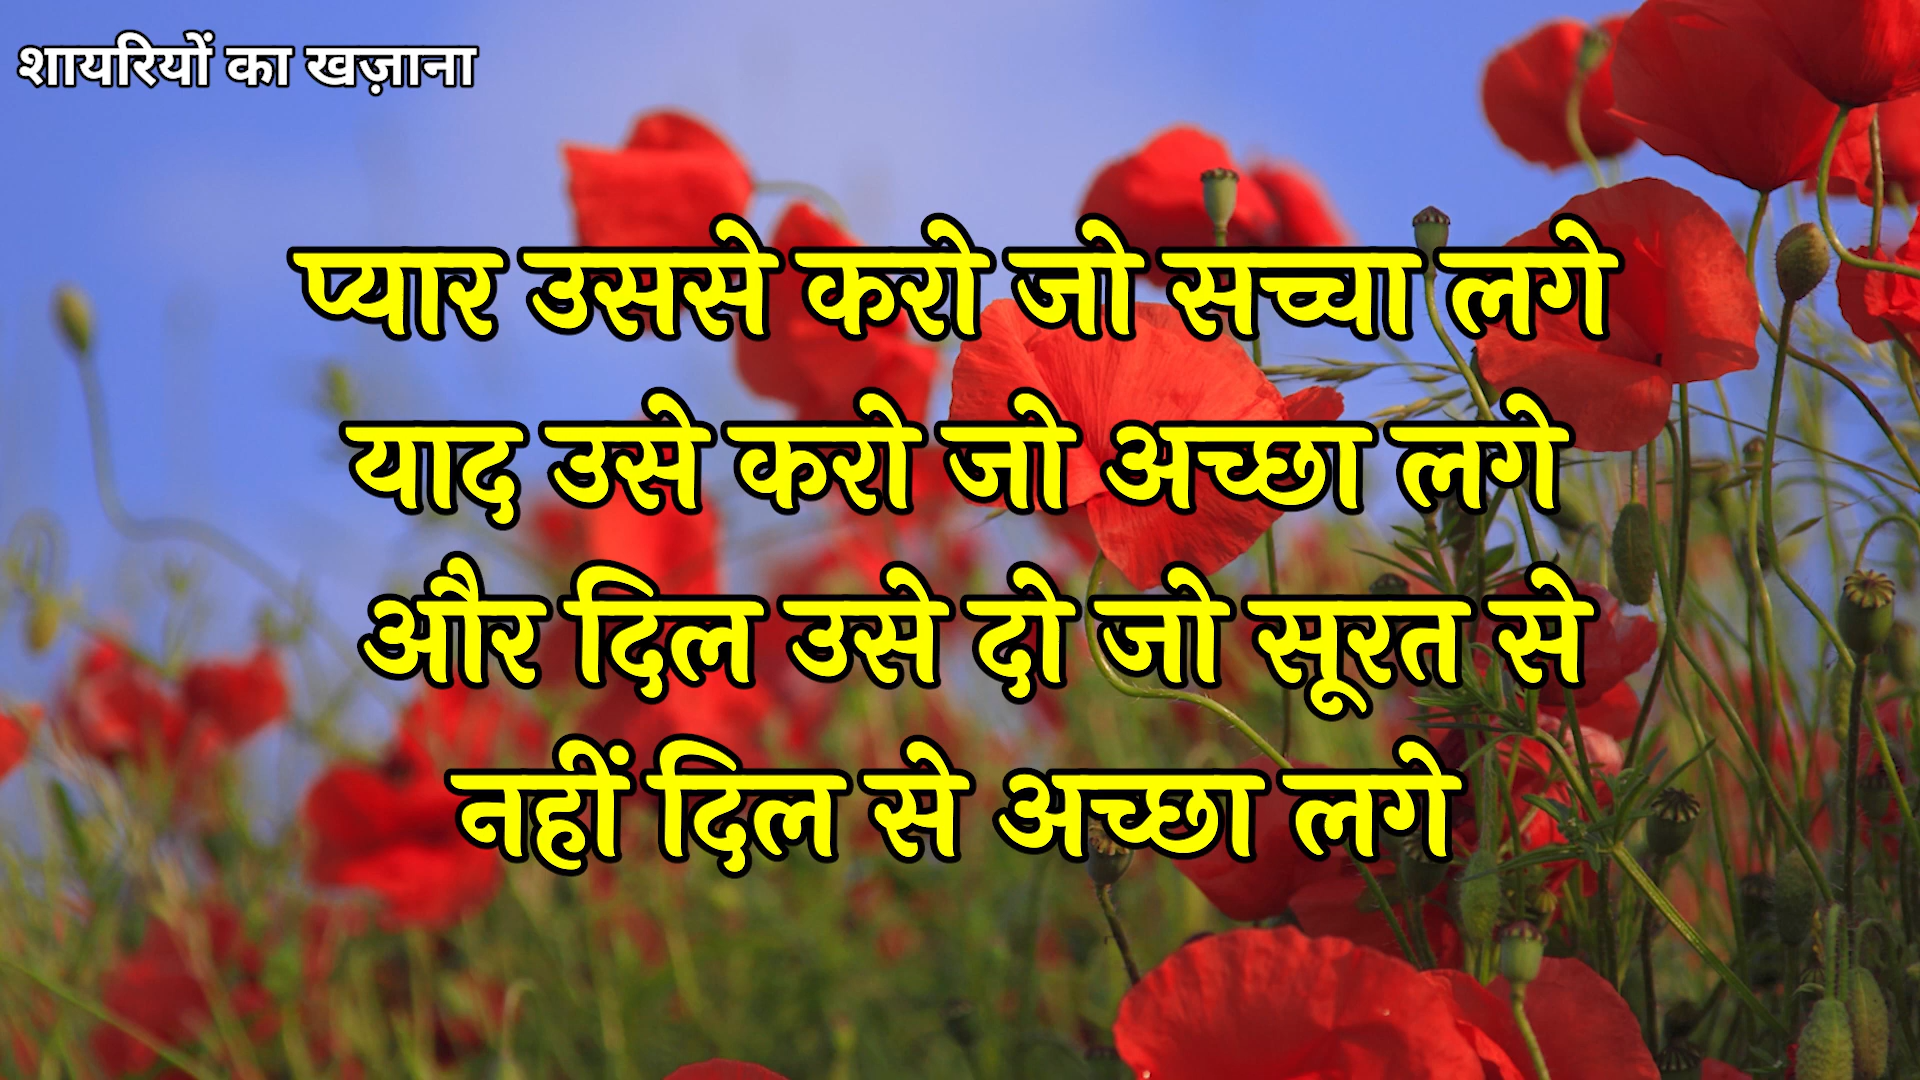 शायरियों का खज़ाना
प्यार उससे करो जो सच्चा लगे
याद उसे करो जो अच्छा लगे
और दिल उसे दो जो सूरत से
नहीं दिल से अच्छा लगे